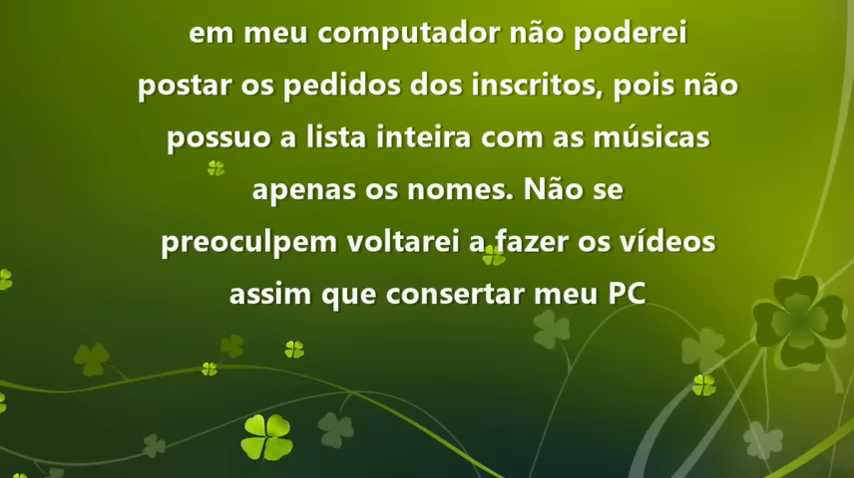 em meu computador não poderei
postar os pedidos dos inscritos, pois não
possuo a lista inteira com as músicas
apenas os nomes. Não se
preoculpem voltarei a fazer os vídeos
assim que consertar meu PC